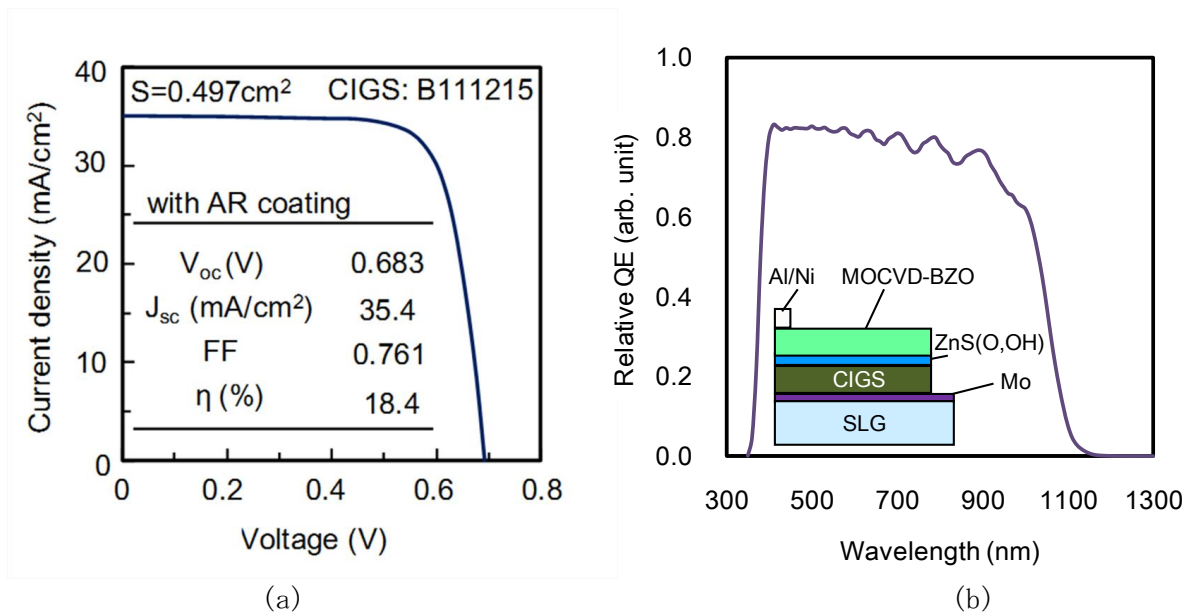 S=0.497cm² CIGS: B111215
with AR coating
Voc (V) 0.683
Jsc (mA/cm²) 35.4
FF 0.761
η (%) 18.4
Current density (mA/cm²)
40
30
20
10
0
0 0.2 0.4 0.6 0.8
Voltage (V)
(a)
Relative QE (arb. unit)
1.0
0.8
0.6
0.4
0.2
0.0
Al/Ni MOCVD-BZO
ZnS(O,OH)
CIGS
Mo
SLG
300 500 700 900 1100 1300
Wavelength (nm)
(b)